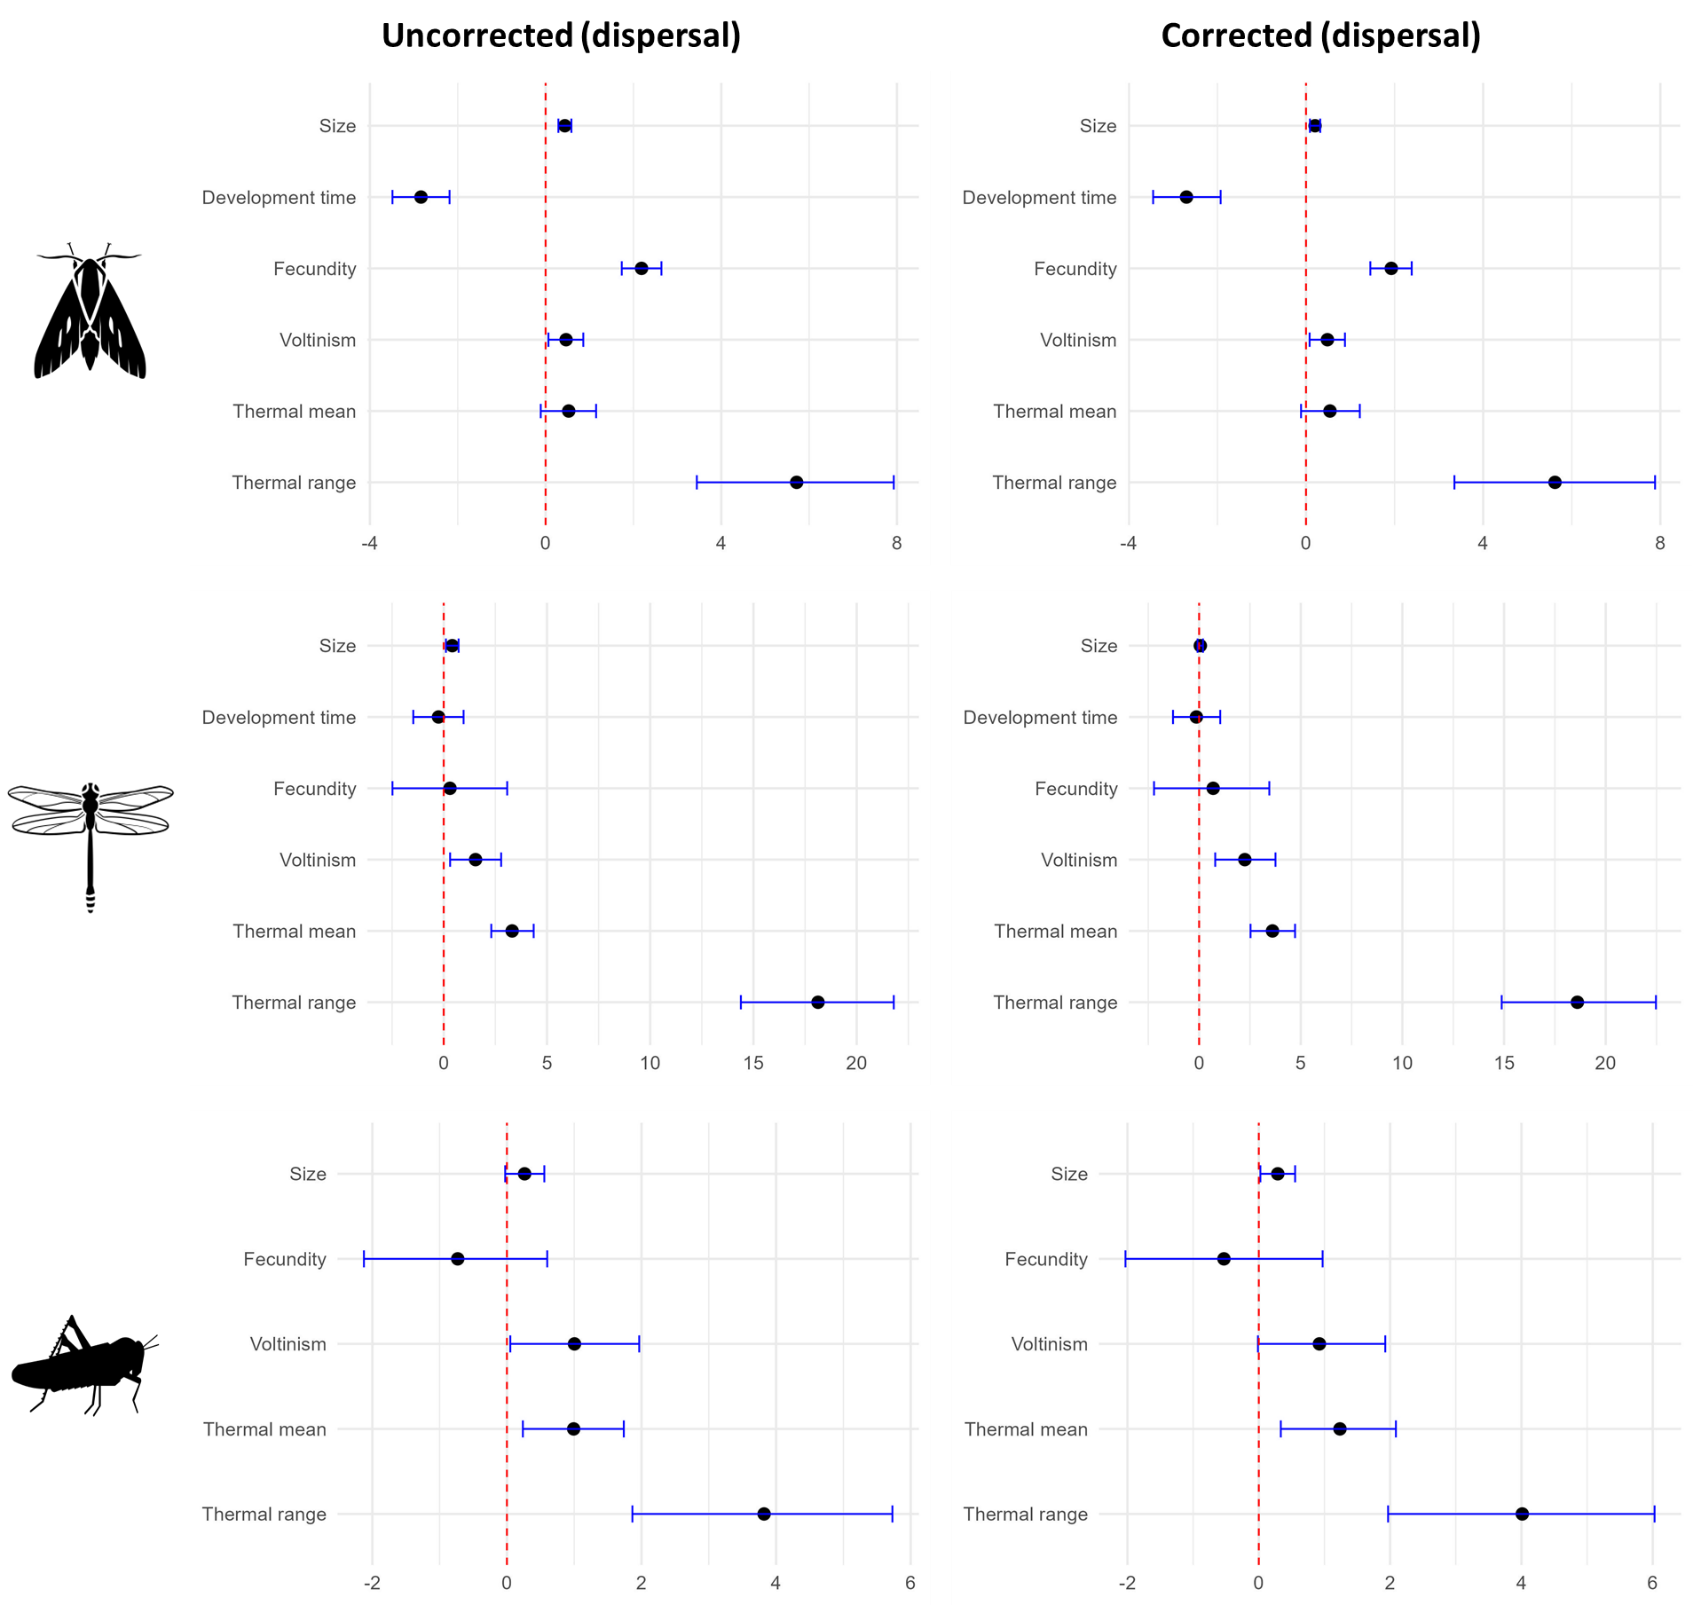 Uncorrected (dispersal)
Corrected (dispersal)
Size
Development time
Fecundity
Voltinism
Thermal mean
Thermal range
-4 0 4 8
Size
Development time
Fecundity
Voltinism
Thermal mean
Thermal range
-4 0 4 8
Size
Development time
Fecundity
Voltinism
Thermal mean
Thermal range
0 5 10 15 20
Size
Development time
Fecundity
Voltinism
Thermal mean
Thermal range
0 5 10 15 20
Size
Fecundity
Voltinism
Thermal mean
Thermal range
-2 0 2 4 6
Size
Fecundity
Voltinism
Thermal mean
Thermal range
-2 0 2 4 6